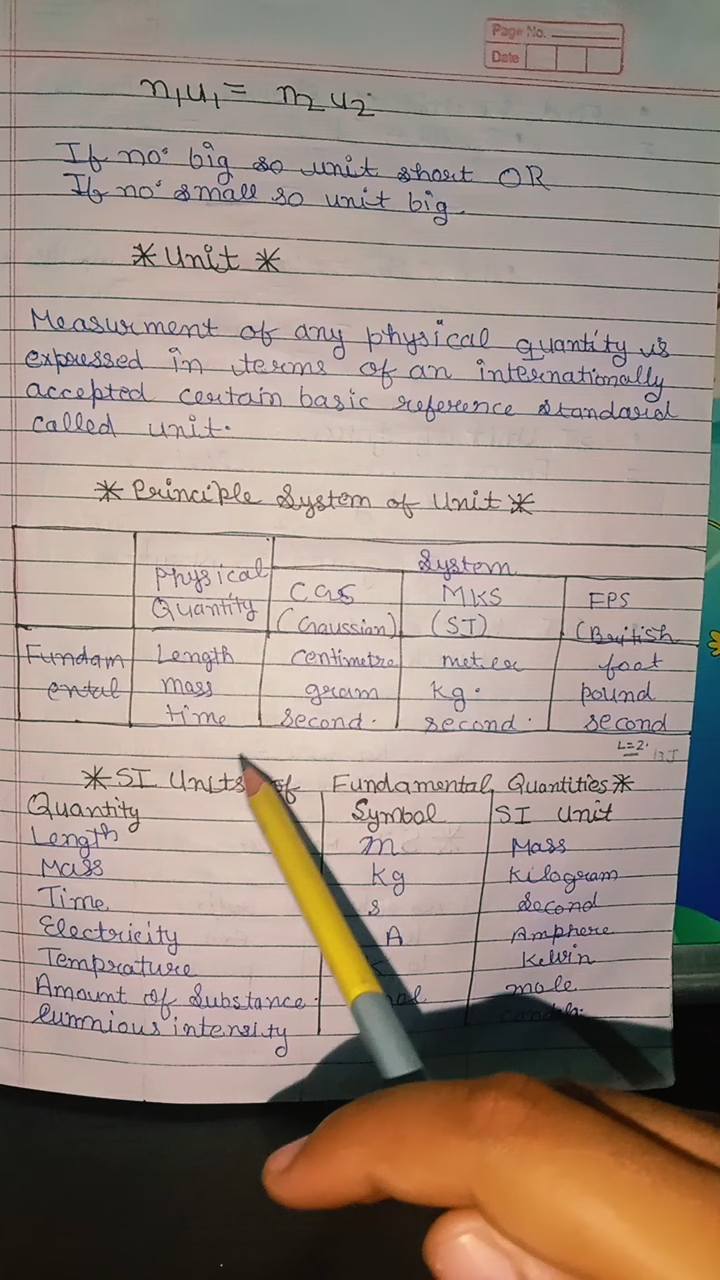 Page No.
Date
n₁u₁ = n₂u₂
If no. big so unit short OR
If no. small so unit big.
*Unit*
Measurment of any physical quantity is
expressed in terms of an internationally
accepted certain basic reference standard
called unit.
*Principle System of Unit*
System
Physical Quantity CGS (Gaussian) MKS (SI) FPS (British
Fundamental Length centimetre meter foot
mass gram kg. pound
time second. second. second
L=2.
*SI Units of Fundamental Quantities*
Quantity Symbol SI Unit
Length m Mass
Mass Kg Kilogram
Time s Second
Electricity A Amphere
Temprature Kelvin
Amount of Substance. mole
lumnious intensity